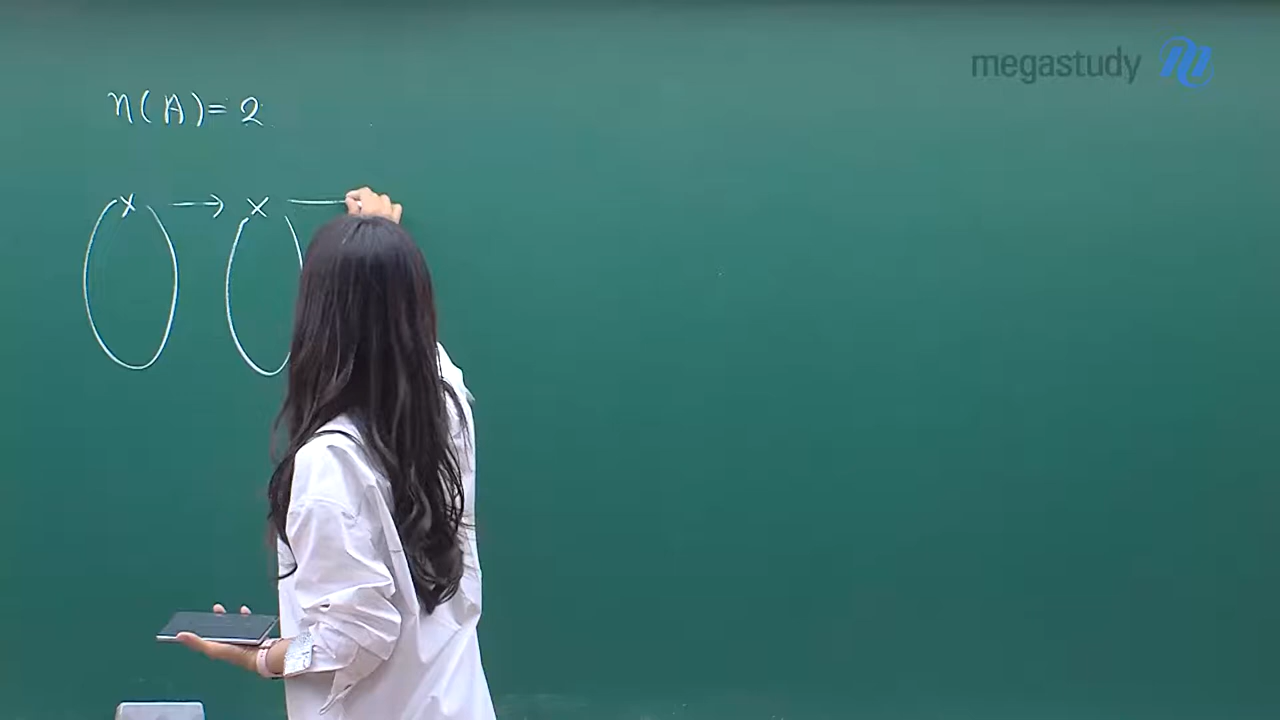 megastudy
n(A)=2
X → X —